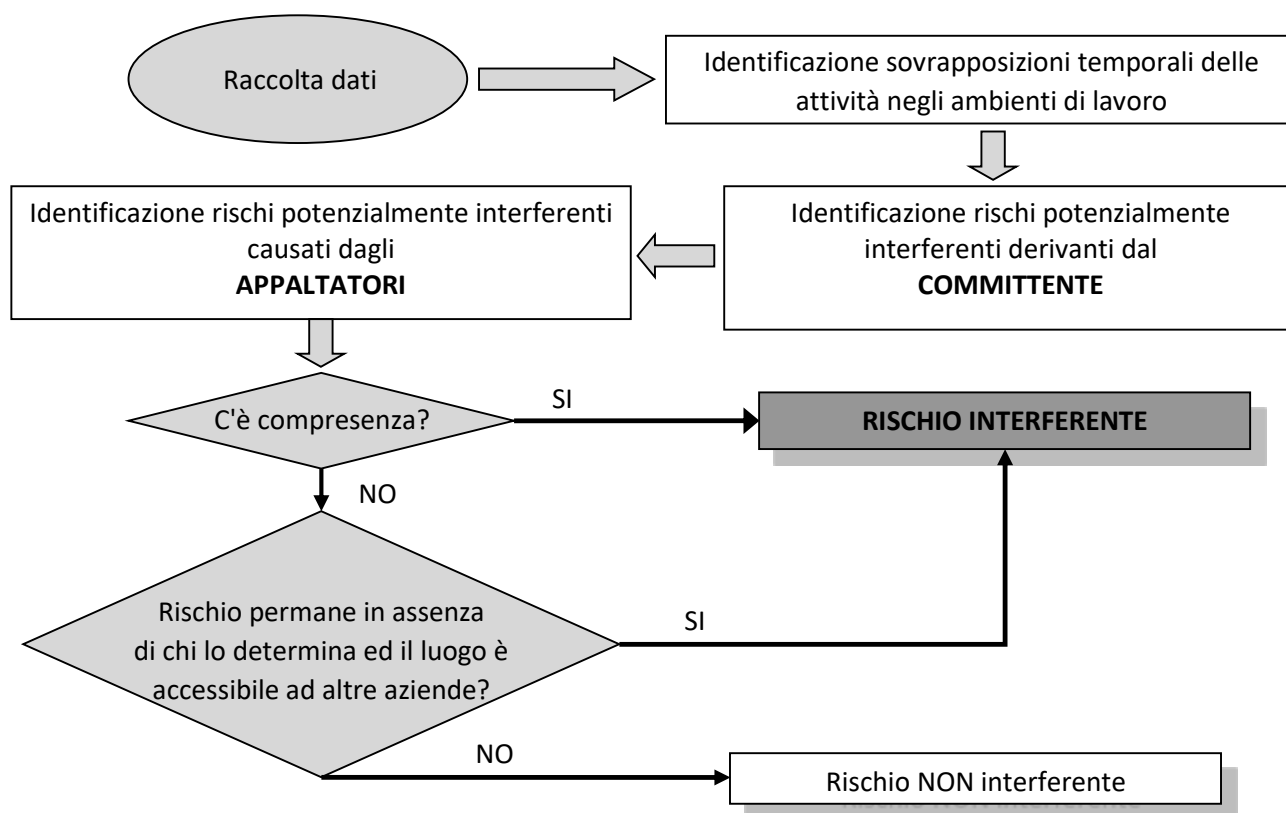 Raccolta dati
Identificazione sovrapposizioni temporali delle
attività negli ambienti di lavoro
Identificazione rischi potenzialmente interferenti
causati dagli
APPALTATORI
Identificazione rischi potenzialmente
interferenti derivanti dal
COMMITTENTE
C'è compresenza?
SI
RISCHIO INTERFERENTE
NO
Rischio permane in assenza
di chi lo determina ed il luogo è
accessibile ad altre aziende?
SI
NO
Rischio NON interferente